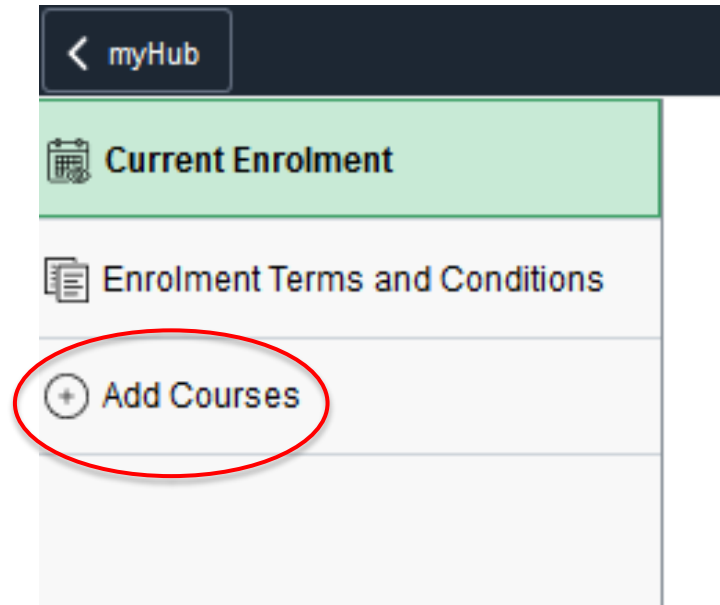 myHub
Current Enrolment
Enrolment Terms and Conditions
Add Courses